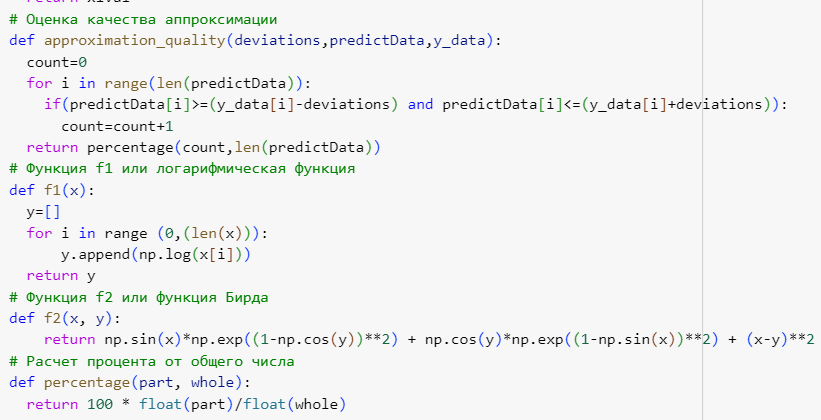 # Оценка качества аппроксимации
def approximation_quality(deviations,predictData,y_data):
  count=0
  for i in range(len(predictData)):
    if(predictData[i]>=(y_data[i]-deviations) and predictData[i]<=(y_data[i]+deviations)):
      count=count+1
  return percentage(count,len(predictData))
# Функция f1 или логарифмическая функция
def f1(x):
  y=[]
  for i in range (0,(len(x))):
      y.append(np.log(x[i]))
  return y
# Функция f2 или функция Бирда
def f2(x, y):
    return np.sin(x)*np.exp((1-np.cos(y))**2) + np.cos(y)*np.exp((1-np.sin(x))**2) + (x-y)**2
# Расчет процента от общего числа
def percentage(part, whole):
  return 100 * float(part)/float(whole)